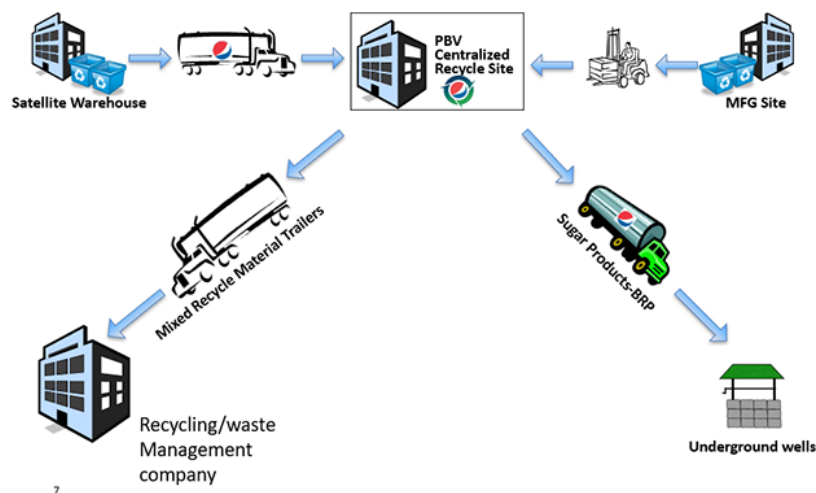 PBV
Centralized
Recycle Site
Satellite Warehouse
MFG Site
Mixed Recycle Material Trailers
Sugar Products-BRP
Recycling/waste
Management
company
Underground wells
7